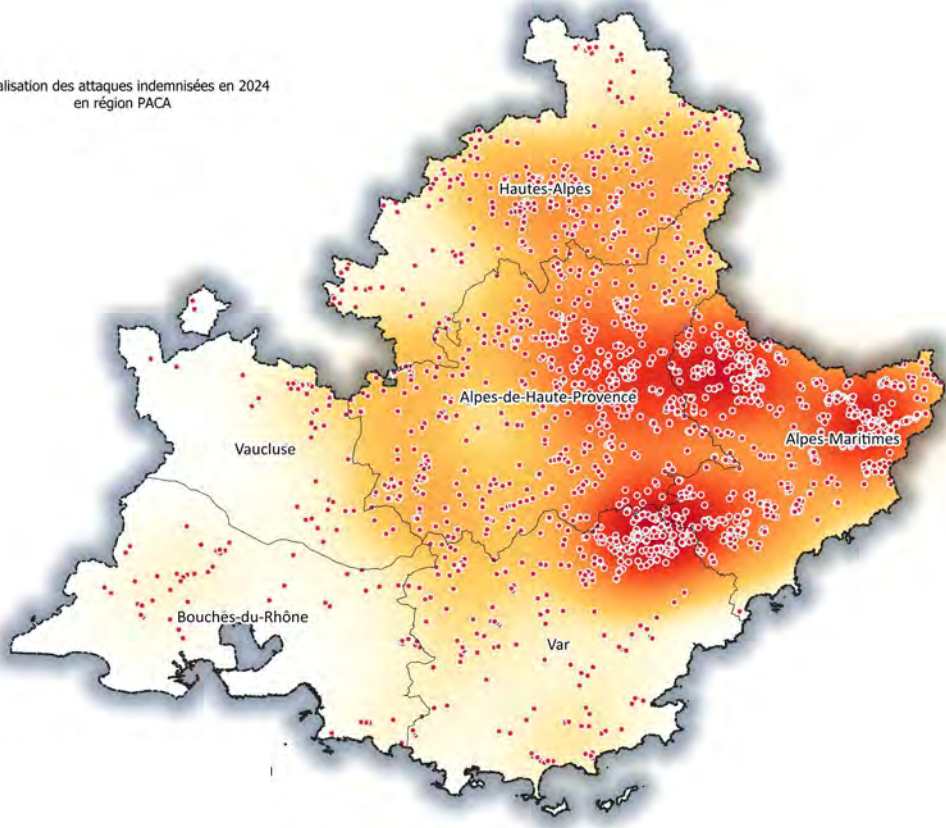 alisation des attaques indemnisées en 2024
en région PACA
Hautes-Alpes
Alpes-de-Haute-Provence
Alpes-Maritimes
Vaucluse
Bouches-du-Rhône
Var